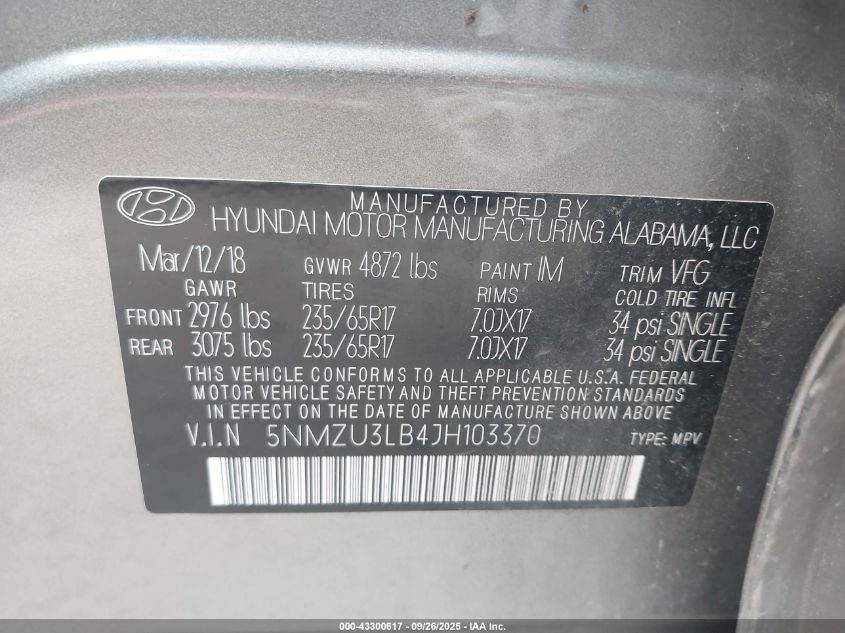 MANUFACTURED BY
HYUNDAI MOTOR MANUFACTURING ALABAMA, LLC
Mar/12/18 GVWR 4872 lbs PAINT IM TRIM VFG
GAWR TIRES RIMS COLD TIRE INFL
FRONT 2976 lbs 235/65R17 7.0JX17 34 psi SINGLE
REAR 3075 lbs 235/65R17 7.0JX17 34 psi SINGLE
THIS VEHICLE CONFORMS TO ALL APPLICABLE U.S.A. FEDERAL
MOTOR VEHICLE SAFETY AND THEFT PREVENTION STANDARDS
IN EFFECT ON THE DATE OF MANUFACTURE SHOWN ABOVE
V.I.N 5NMZU3LB4JH103370 TYPE: MPV
000-43300617 - 09/26/2025 - IAA Inc.